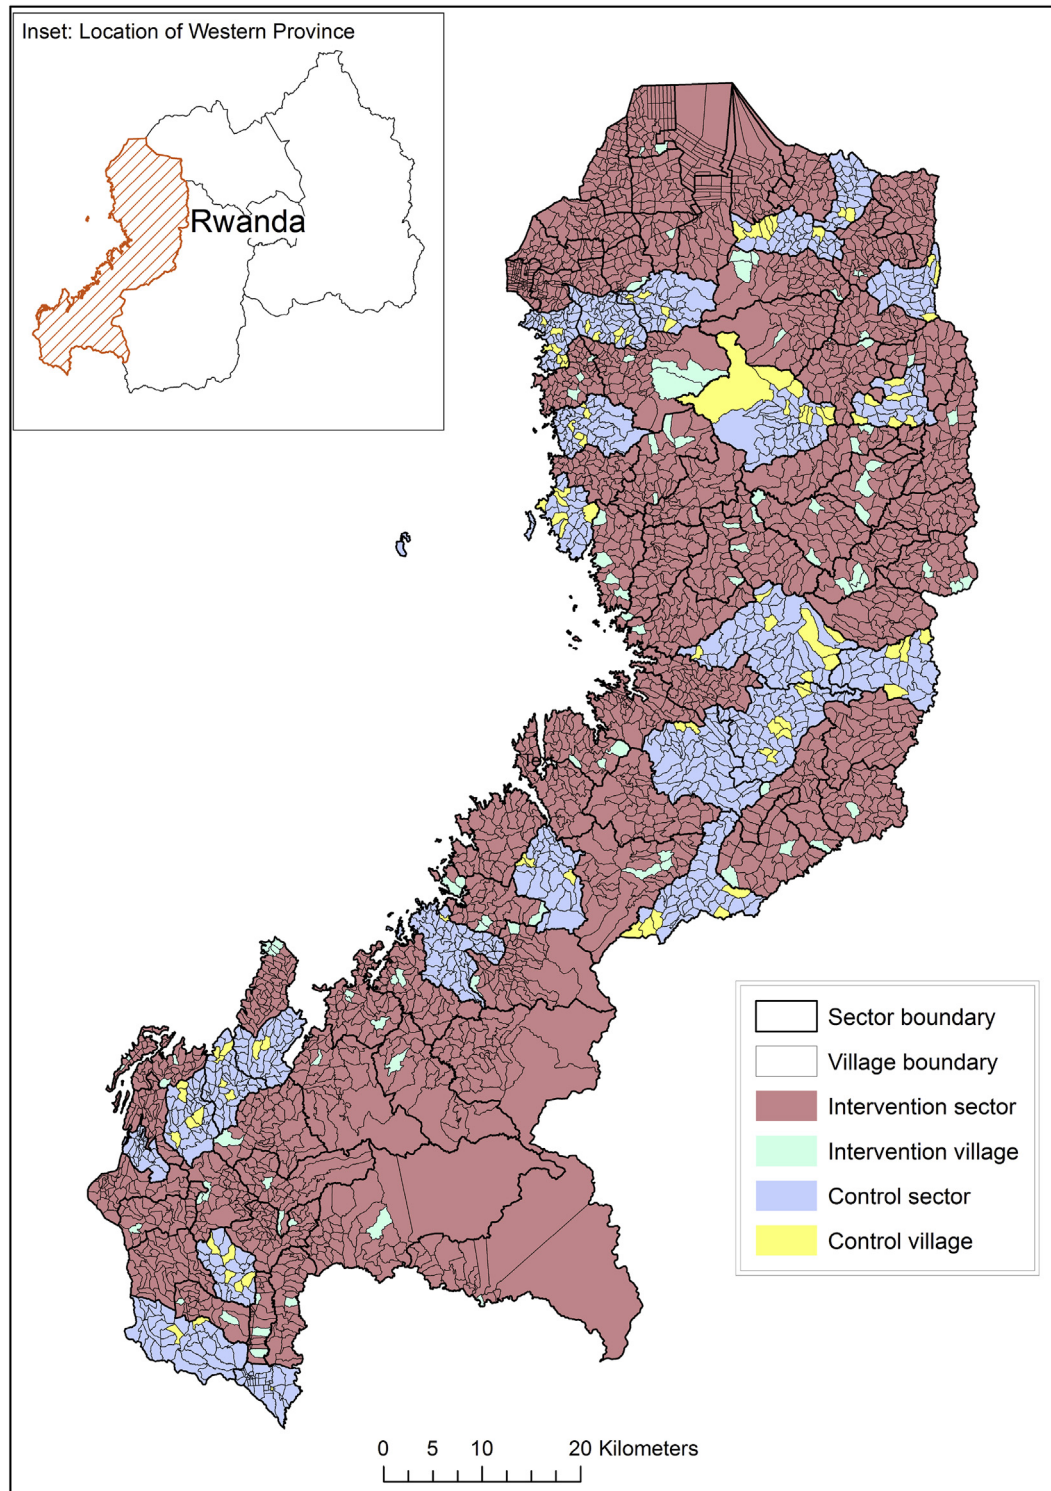 Inset: Location of Western Province
Rwanda
Sector boundary
Village boundary
Intervention sector
Intervention village
Control sector
Control village
0 5 10 20 Kilometers